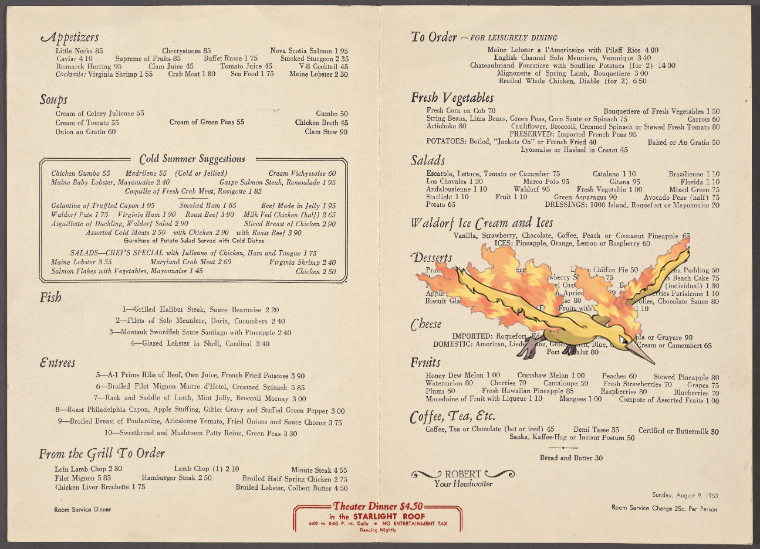 Appetizers
Little Necks 85 Cherrystones 85 Nova Scotia Salmon 1 95
Caviar 4 10 Supreme of Fruits 85 Buffet Russe 1 75 Smoked Sturgeon 2 35
Bismarck Herring 95 Clam Juice 45 Tomato Juice 45 V-8 Cocktail 45
Cocktails: Virginia Shrimp 1 55 Crab Meat 1 80 Sea Food 1 75 Maine Lobster 2 30
Soups
Cream of Celery Julienne 55 Gumbo 50
Cream of Tomato 55 Cream of Green Peas 55 Chicken Broth 45
Onion au Gratin 60 Clam Stew 90
Cold Summer Suggestions
Chicken Gumbo 55 Madrilene 55 (Cold or Jellied) Cream Vichyssoise 60
Maine Baby Lobster, Mayonnaise 2 40 Gaspe Salmon Steak, Remoulade 1 95
Coquille of Fresh Crab Meat, Ravigote 1 85
Galantine of Truffled Capon 1 95 Smoked Ham 1 65 Beef Mode in Jelly 1 95
Waldorf Pate 1 75 Virginia Ham 1 90 Roast Beef 3 90 Milk Fed Chicken (half) 2 65
Aiguillette of Duckling, Waldorf Salad 2 90 Sliced Breast of Chicken 2 90
Assorted Cold Meats 2 50 with Chicken 2 90 with Roast Beef 3 90
Garniture of Potato Salad Served with Cold Dishes
SALADS—CHEF'S SPECIAL with Julienne of Chicken, Ham and Tongue 1 75
Maine Lobster 3 55 Maryland Crab Meat 2 60 Virginia Shrimp 2 40
Salmon Flakes with Vegetables, Mayonnaise 1 45 Chicken 2 50
Fish
1—Grilled Halibut Steak, Sauce Bearnaise 2 20
2—Filets of Sole Meuniere, Doria, Cucumbers 2 40
3—Montauk Swordfish Saute Santiago with Pineapple 2 40
4—Glazed Lobster in Shell, Cardinal 2 40
Entrees
5—A-1 Prime Ribs of Beef, Own Juice, French Fried Potatoes 3 90
6—Broiled Filet Mignon Maitre d'Hotel, Creamed Spinach 5 85
7—Rack and Saddle of Lamb, Mint Jelly, Broccoli Mornay 3 00
8—Roast Philadelphia Capon, Apple Stuffing, Giblet Gravy and Stuffed Green Pepper 3 00
9—Broiled Breast of Poulardine, Arlesienne Tomato, Fried Onions and Sauce Choron 3 75
10—Sweetbread and Mushroom Patty Reine, Green Peas 3 30
From the Grill To Order
Loin Lamb Chop 2 30 Lamb Chop (1) 2 10 Minute Steak 4 55
Filet Mignon 5 85 Hamburger Steak 2 50 Broiled Half Spring Chicken 2 75
Chicken Liver Brochette 1 75 Broiled Lobster, Colbert Butter 4 50
Room Service Dinner
Theater Dinner $4.50
in the STARLIGHT ROOF
6:00 to 8:00 P. M. Daily • NO ENTERTAINMENT TAX
Dancing Nightly
To Order — FOR LEISURELY DINING
Maine Lobster a l'Americaine with Pilaff Rice 4 00
English Channel Sole Meuniere, Veronique 3 40
Chateaubriand Forestiere with Souffle Potatoes (for 2) 14 00
Mignonette of Spring Lamb, Bouquetiere 3 00
Broiled Whole Chicken, Diable (for 2) 6 50
Fresh Vegetables
Fresh Corn on Cob 70 Bouquetiere of Fresh Vegetables 1 50
String Beans, Lima Beans, Green Peas, Corn Saute or Spinach 75 Carrots 60
Artichoke 80 Cauliflower, Broccoli, Creamed Spinach or Stewed Fresh Tomato 80
PRESERVED: Imported French Peas 95
POTATOES: Boiled, "Jackets On" or French Fried 40 Baked or Au Gratin 50
Lyonnaise or Hashed in Cream 45
Salads
Escarole, Lettuce, Tomato or Cucumber 75 Catalane 1 10 Brazilienne 1 10
Los Chavales 1 20 Marco Polo 95 Gitana 95 Florida 1 10
Andalousienne 1 10 Waldorf 95 Fresh Vegetable 1 00 Mixed Green 75
Starlight 1 10 Fruit 1 10 Green Asparagus 90 Avocado Pear (half) 75
Potato 65 DRESSINGS: 1000 Island, Roquefort or Mayonnaise 20
Waldorf Ice Cream and Ices
Vanilla, Strawberry, Chocolate, Coffee, Peach or Cocoanut Pineapple 65
ICES: Pineapple, Orange, Lemon or Raspberry 60
Desserts
Chiffon Pie 50 Pudding 50
Beach Cake 75
(individual) 1 30
Apple Parisienne 1 10
Biscuit Chocolate Sauce 80
Fruits with
Cheese
IMPORTED: or Gruyere 90
DOMESTIC: American, Cream or Camembert 65
Port 80
Fruits
Honey Dew Melon 1 00 Cranshaw Melon 1 00 Peaches 60 Stewed Pineapple 80
Watermelon 80 Cherries 70 Cantaloupe 50 Fresh Strawberries 70 Grapes 75
Plums 60 Fresh Hawaiian Pineapple 85 Raspberries 80 Blueberries 70
Macedoine of Fruit with Liqueur 1 10 Mangoes 1 00 Compote of Assorted Fruits 1 00
Coffee, Tea, Etc.
Coffee, Tea or Chocolate (hot or iced) 45 Demi Tasse 35 Certified or Buttermilk 30
Sanka, Kaffee-Hag or Instant Postum 50
Bread and Butter 30
ROBERT
Your Headwaiter
Sunday, August 9, 1953
Room Service Charge 25c. Per Person